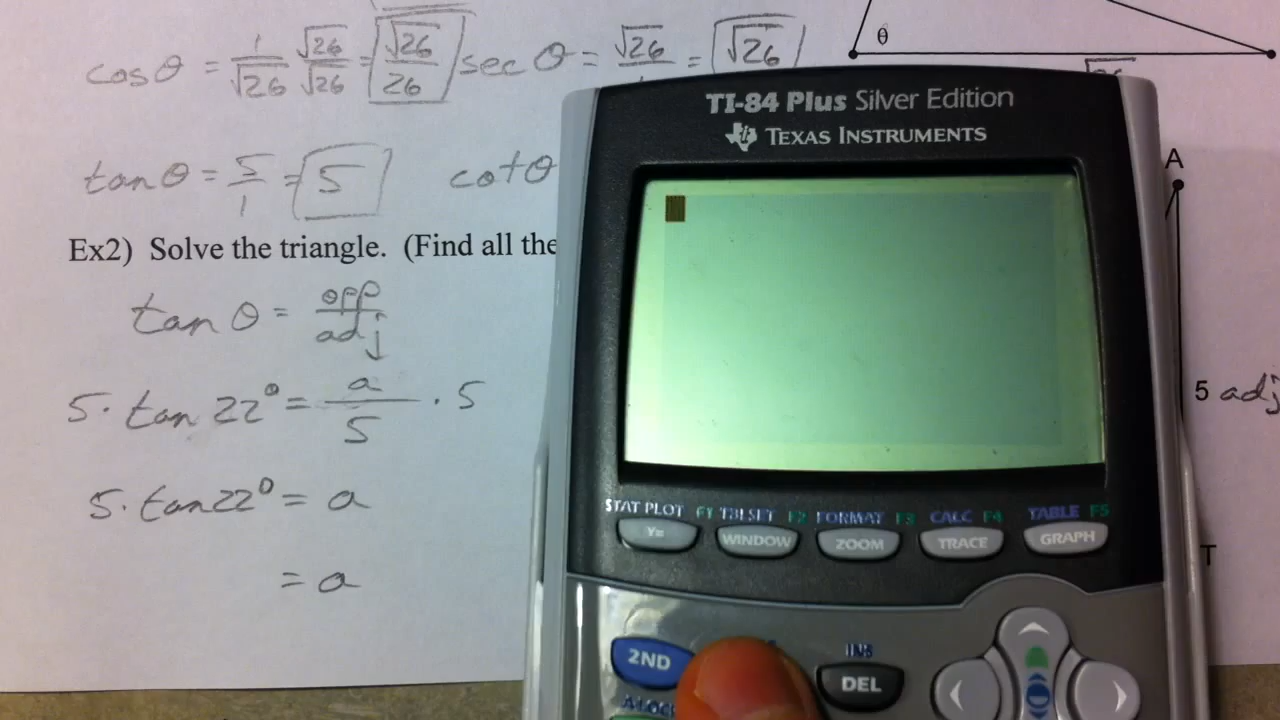 cos θ = 1/√26 √26/√26 = √26/26 sec θ = √26/1 = √26
θ
tan θ = 5/1 = 5 cot θ
A
Ex2) Solve the triangle. (Find all the
tan θ = opp/adj
5 · tan 22° = a/5 · 5
5 adj
5 · tan 22° = a
= a
T
TI-84 Plus Silver Edition
TEXAS INSTRUMENTS
STAT PLOT F1 TBLSET F2 FORMAT F3 CALC F4 TABLE F5
Y= WINDOW ZOOM TRACE GRAPH
INS
2ND DEL
A-LOCK